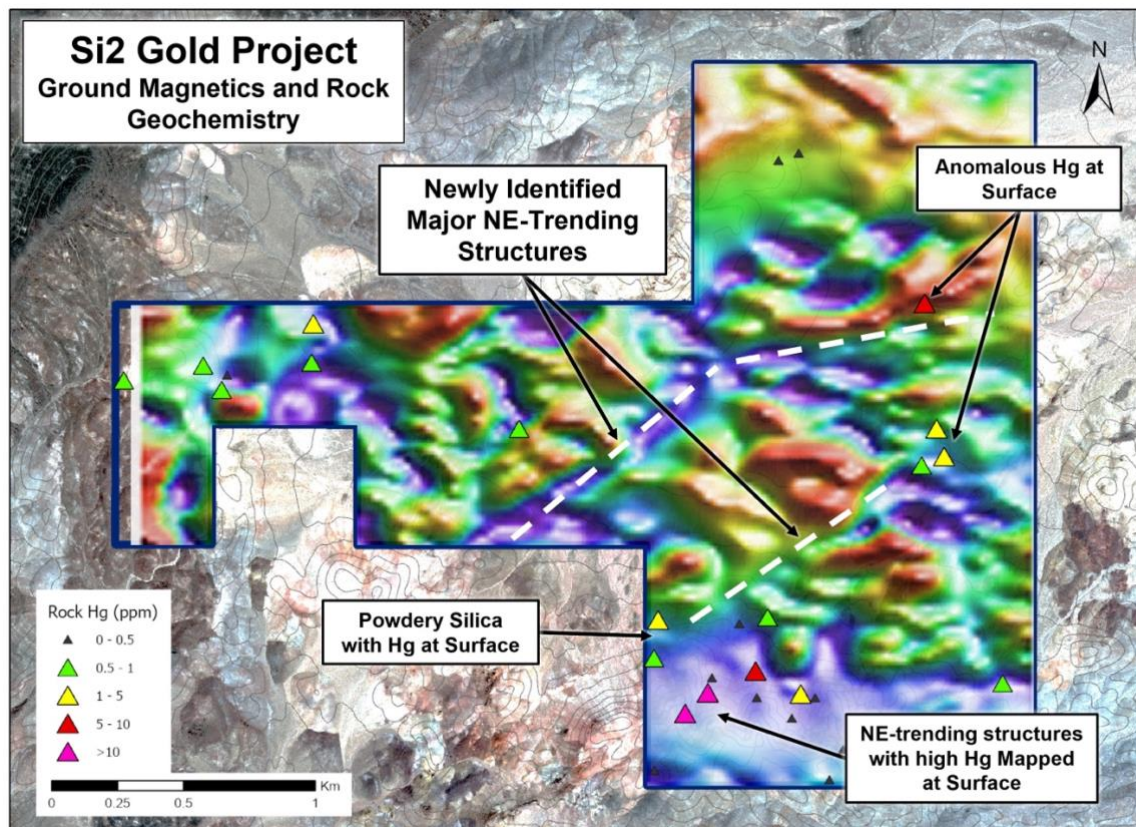 Si2 Gold Project
Ground Magnetics and Rock
Geochemistry
N
Newly Identified
Major NE-Trending
Structures
Anomalous Hg at
Surface
Powdery Silica
with Hg at Surface
NE-trending structures
with high Hg Mapped
at Surface
Rock Hg (ppm)
0 - 0.5
0.5 - 1
1 - 5
5 - 10
>10
0 0.25 0.5 1 Km